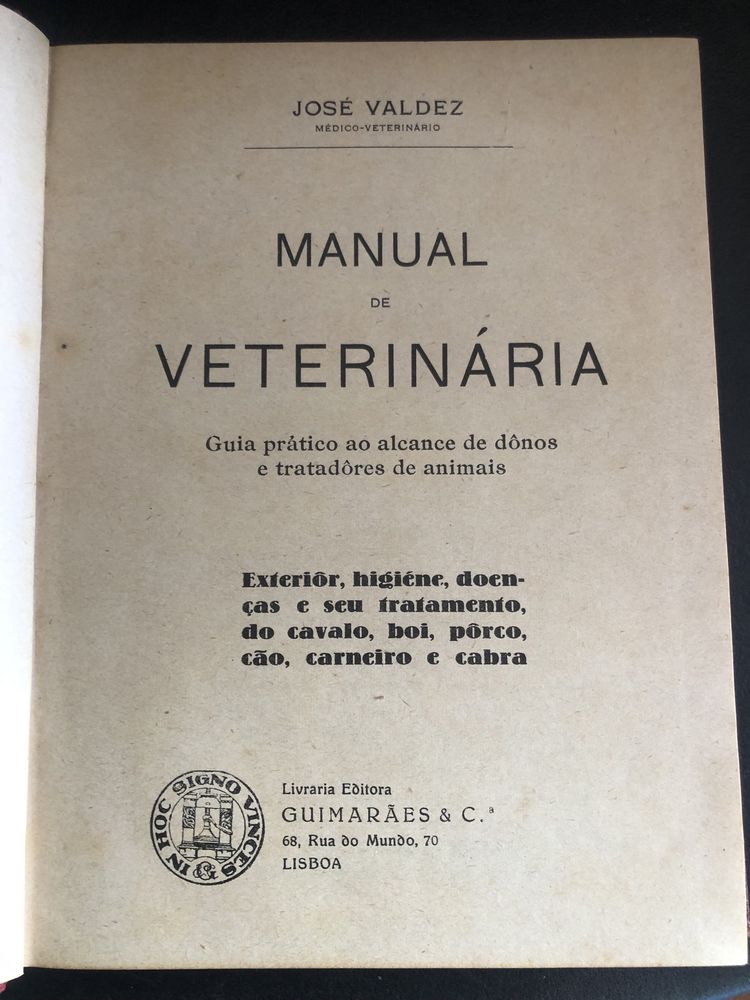 JOSÉ VALDEZ
MÉDICO-VETERINÁRIO
MANUAL
DE
VETERINÁRIA
Guia prático ao alcance de dônos
e tratadôres de animais
Exteriôr, higiéne, doen-
ças e seu tratamento,
do cavalo, boi, pôrco,
cão, carneiro e cabra
IN HOC SIGNO VINCES
&
Livraria Editora
GUIMARÃES & C.ª
68, Rua do Mundo, 70
LISBOA